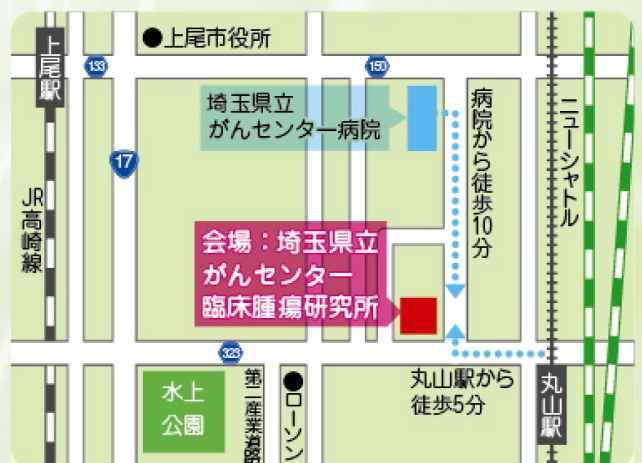 上尾駅
●上尾市役所
133
150
埼玉県立
がんセンター病院
病院から徒歩10分
ニューシャトル
17
JR高崎線
会場：埼玉県立
がんセンター
臨床腫瘍研究所
323
水上
公園
第二産業道路
●ローソン
丸山駅から
徒歩5分
丸山駅